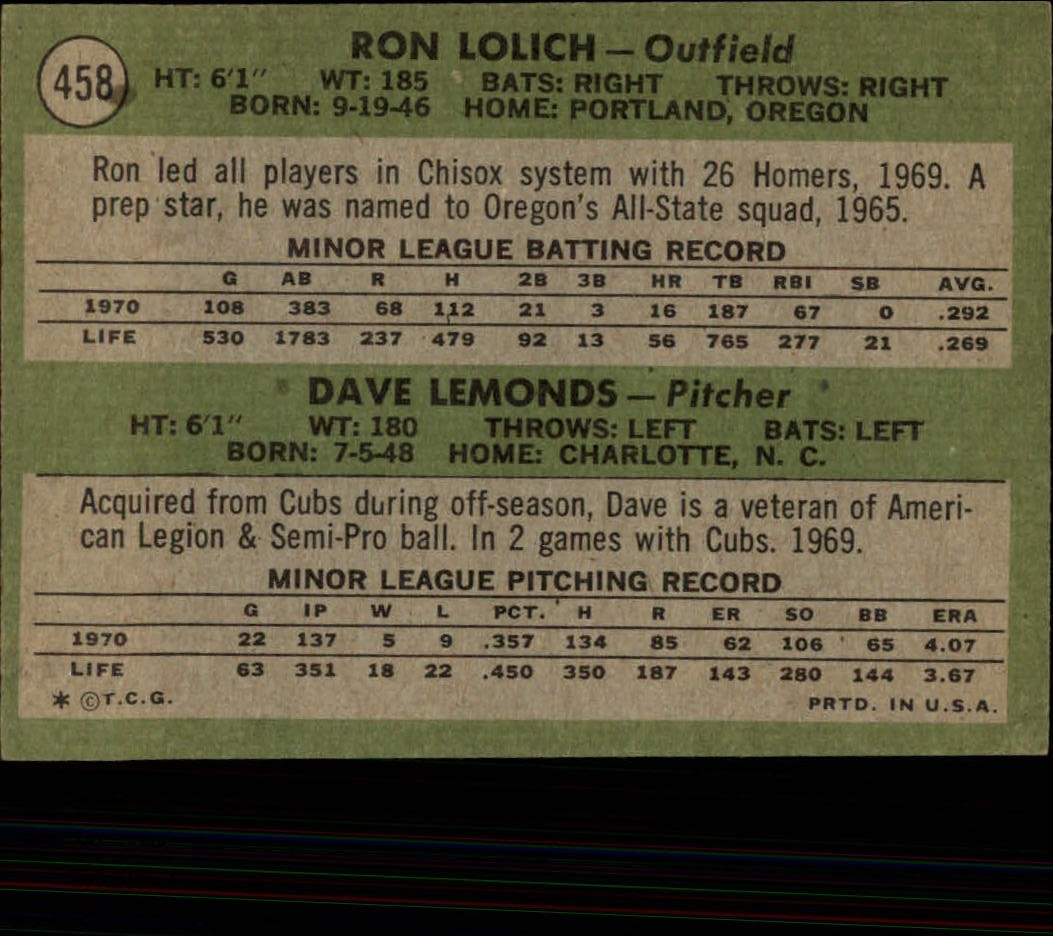 458
RON LOLICH — Outfield
HT: 6'1" WT: 185 BATS: RIGHT THROWS: RIGHT
BORN: 9-19-46 HOME: PORTLAND, OREGON
Ron led all players in Chisox system with 26 Homers, 1969. A
prep star, he was named to Oregon's All-State squad, 1965.
MINOR LEAGUE BATTING RECORD
G AB R H 2B 3B HR TB RBI SB AVG.
1970 108 383 68 112 21 3 16 187 67 0 .292
LIFE 530 1783 237 479 92 13 56 765 277 21 .269
DAVE LEMONDS — Pitcher
HT: 6'1" WT: 180 THROWS: LEFT BATS: LEFT
BORN: 7-5-48 HOME: CHARLOTTE, N. C.
Acquired from Cubs during off-season, Dave is a veteran of Ameri-
can Legion & Semi-Pro ball. In 2 games with Cubs. 1969.
MINOR LEAGUE PITCHING RECORD
G IP W L PCT. H R ER SO BB ERA
1970 22 137 5 9 .357 134 85 62 106 65 4.07
LIFE 63 351 18 22 .450 350 187 143 280 144 3.67
* ©T.C.G. PRTD. IN U.S.A.